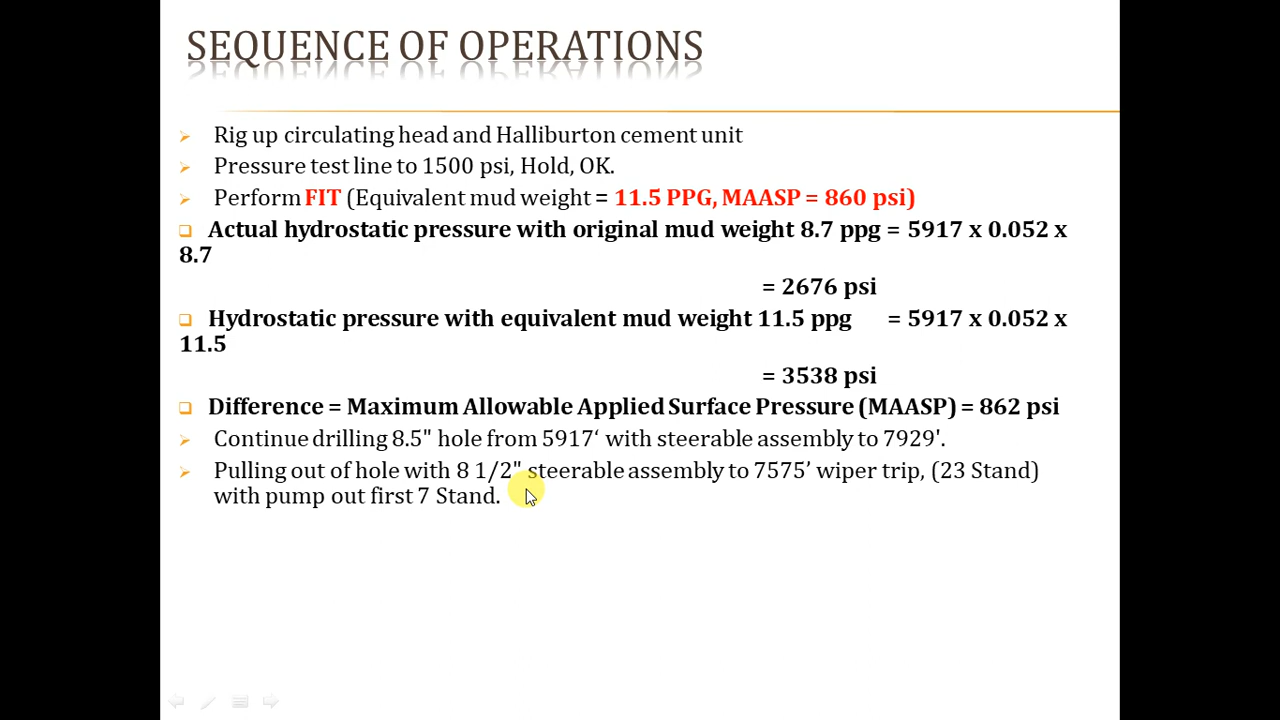 SEQUENCE OF OPERATIONS
Rig up circulating head and Halliburton cement unit
Pressure test line to 1500 psi, Hold, OK.
Perform FIT (Equivalent mud weight = 11.5 PPG, MAASP = 860 psi)
Actual hydrostatic pressure with original mud weight 8.7 ppg = 5917 x 0.052 x
8.7
= 2676 psi
Hydrostatic pressure with equivalent mud weight 11.5 ppg = 5917 x 0.052 x
11.5
= 3538 psi
Difference = Maximum Allowable Applied Surface Pressure (MAASP) = 862 psi
Continue drilling 8.5" hole from 5917‘ with steerable assembly to 7929'.
Pulling out of hole with 8 1/2" steerable assembly to 7575’ wiper trip, (23 Stand)
with pump out first 7 Stand.